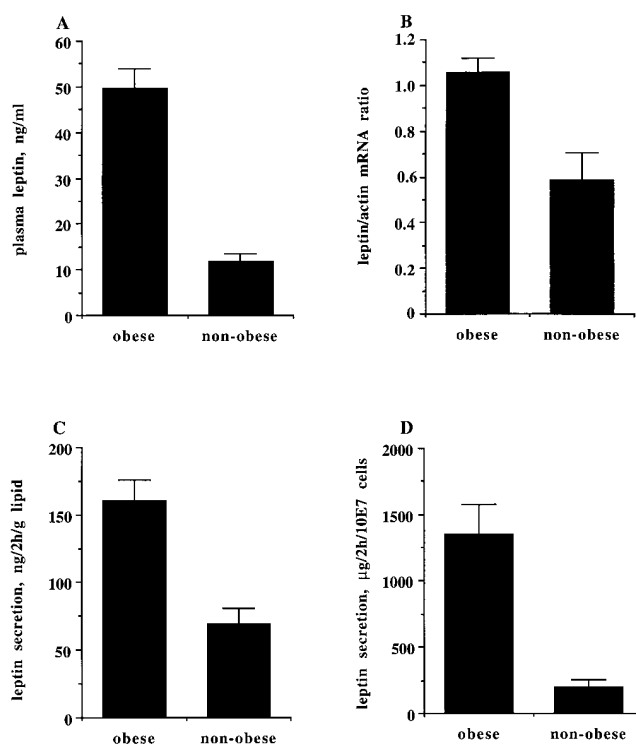 A
plasma leptin, ng/ml
60
50
40
30
20
10
0
obese non-obese
B
leptin/actin mRNA ratio
1.2
1.0
0.8
0.6
0.4
0.2
0
obese non-obese
C
leptin secretion, ng/2h/g lipid
200
150
100
50
0
obese non-obese
D
leptin secretion, µg/2h/10E7 cells
2000
1500
1000
500
0
obese non-obese